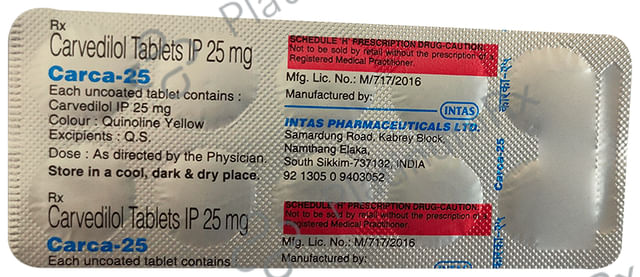 Rx
Carvedilol Tablets IP 25 mg
Carca-25
Each uncoated tablet contains :
Carvedilol IP 25 mg
Colour : Quinoline Yellow
Excipients : Q.S.
Dose : As directed by the Physician.
Store in a cool, dark & dry place.
Rx
Carvedilol Tablets IP 25 mg
Carca-25
Each uncoated tablet contains :
SCHEDULE 'H' PRESCRIPTION DRUG-CAUTION:
Not to be sold by retail without the prescription of a
Registered Medical Practitioner.
Mfg. Lic. No.: M/717/2016
Manufactured by:
INTAS
INTAS PHARMACEUTICALS LTD.
Samardung Road, Kabrey Block,
Namthang Elaka,
South Sikkim-737132, INDIA
92 1305 0 9403052
SCHEDULE 'H' PRESCRIPTION DRUG-CAUTION:
Not to be sold by retail without the prescription of a
Registered Medical Practitioner.
Mfg. Lic. No.: M/717/2016
Manufactured by:
INTAS
कारका-२५
Carca-25
कारका-२५